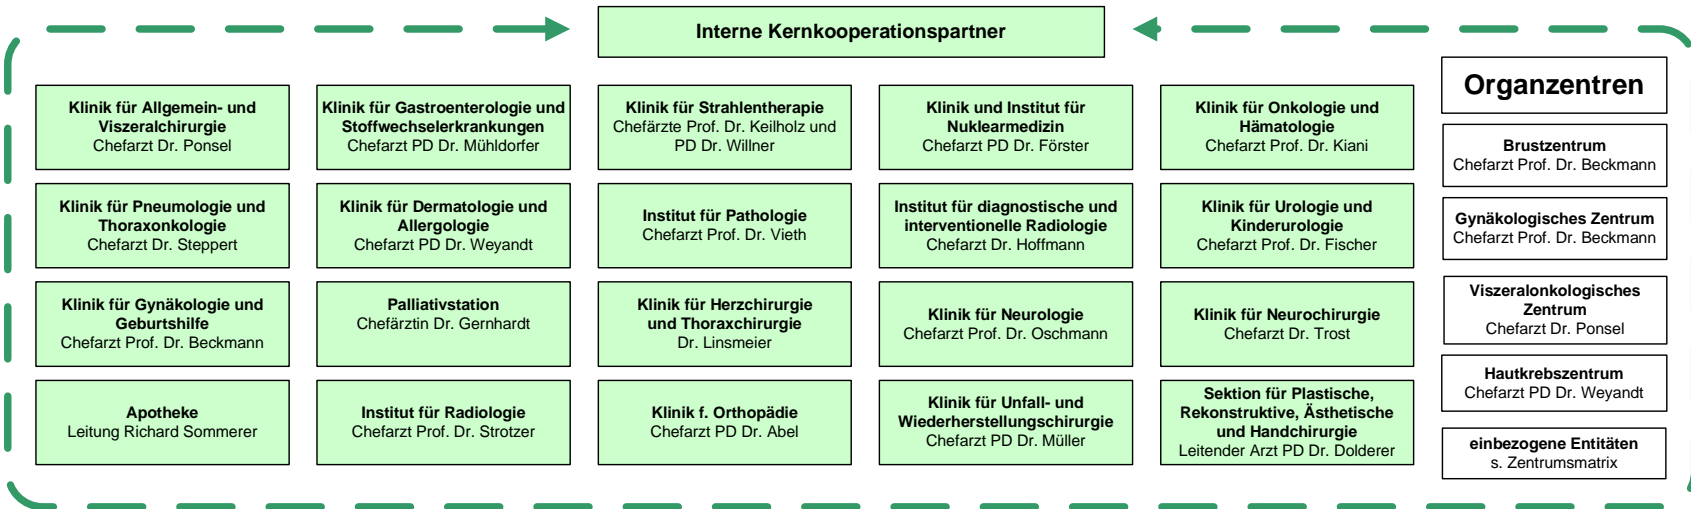 Interne Kernkooperationspartner
Klinik für Allgemein- und
Viszeralchirurgie
Chefarzt Dr. Ponsel
Klinik für Gastroenterologie und
Stoffwechselerkrankungen
Chefarzt PD Dr. Mühldorfer
Klinik für Strahlentherapie
Chefärzte Prof. Dr. Keilholz und
PD Dr. Willner
Klinik und Institut für
Nuklearmedizin
Chefarzt PD Dr. Förster
Klinik für Onkologie und
Hämatologie
Chefarzt Prof. Dr. Kiani
Klinik für Pneumologie und
Thoraxonkologie
Chefarzt Dr. Steppert
Klinik für Dermatologie und
Allergologie
Chefarzt PD Dr. Weyandt
Institut für Pathologie
Chefarzt Prof. Dr. Vieth
Institut für diagnostische und
interventionelle Radiologie
Chefarzt Dr. Hoffmann
Klinik für Urologie und
Kinderurologie
Chefarzt Prof. Dr. Fischer
Klinik für Gynäkologie und
Geburtshilfe
Chefarzt Prof. Dr. Beckmann
Palliativstation
Chefärztin Dr. Gernhardt
Klinik für Herzchirurgie
und Thoraxchirurgie
Dr. Linsmeier
Klinik für Neurologie
Chefarzt Prof. Dr. Oschmann
Klinik für Neurochirurgie
Chefarzt Dr. Trost
Apotheke
Leitung Richard Sommerer
Institut für Radiologie
Chefarzt Prof. Dr. Strotzer
Klinik f. Orthopädie
Chefarzt PD Dr. Abel
Klinik für Unfall- und
Wiederherstellungschirurgie
Chefarzt PD Dr. Müller
Sektion für Plastische,
Rekonstruktive, Ästhetische
und Handchirurgie
Leitender Arzt PD Dr. Dolderer
Organzentren
Brustzentrum
Chefarzt Prof. Dr. Beckmann
Gynäkologisches Zentrum
Chefarzt Prof. Dr. Beckmann
Viszeralonkologisches
Zentrum
Chefarzt Dr. Ponsel
Hautkrebszentrum
Chefarzt PD Dr. Weyandt
einbezogene Entitäten
s. Zentrumsmatrix